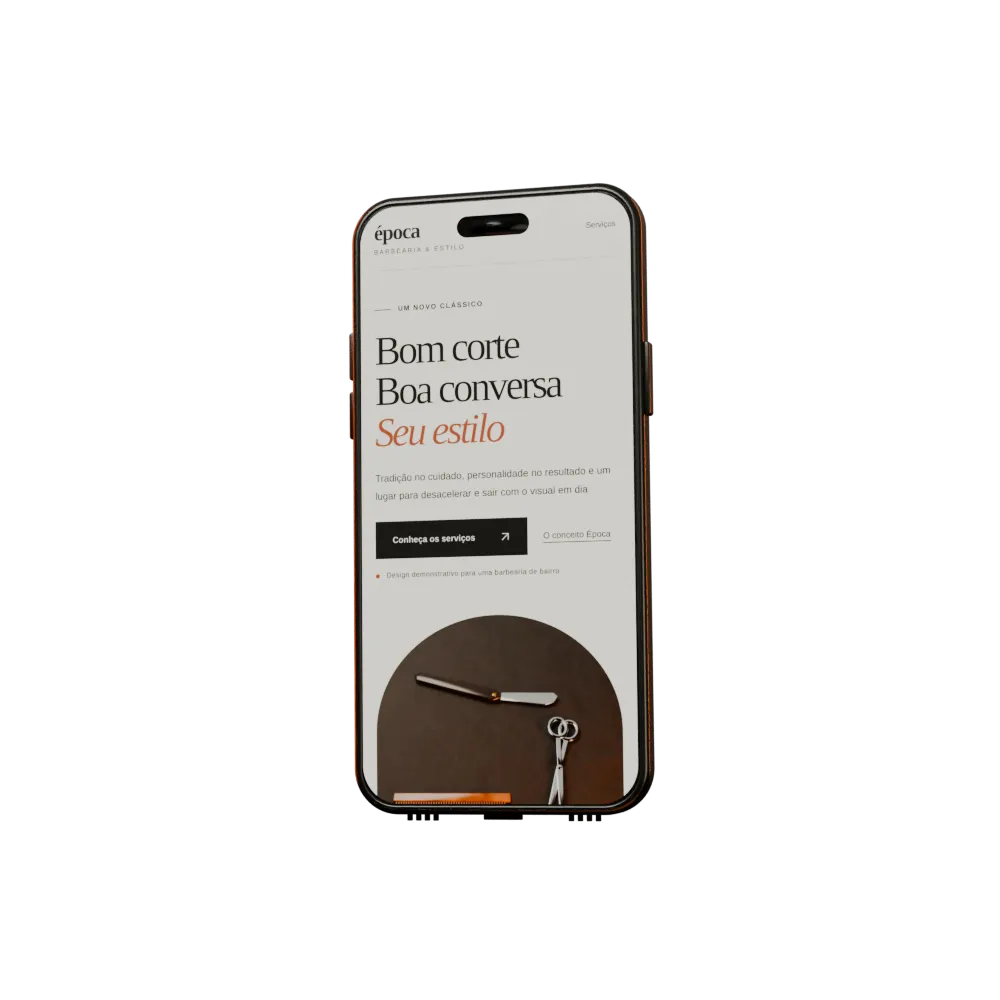 época
BARBEARIA & ESTILO
Serviços
UM NOVO CLÁSSICO
Bom corte
Boa conversa
Seu estilo
Tradição no cuidado, personalidade no resultado e um
lugar para desacelerar e sair com o visual em dia
Conheça os serviços
O conceito Época
Design demonstrativo para uma barbearia de bairro